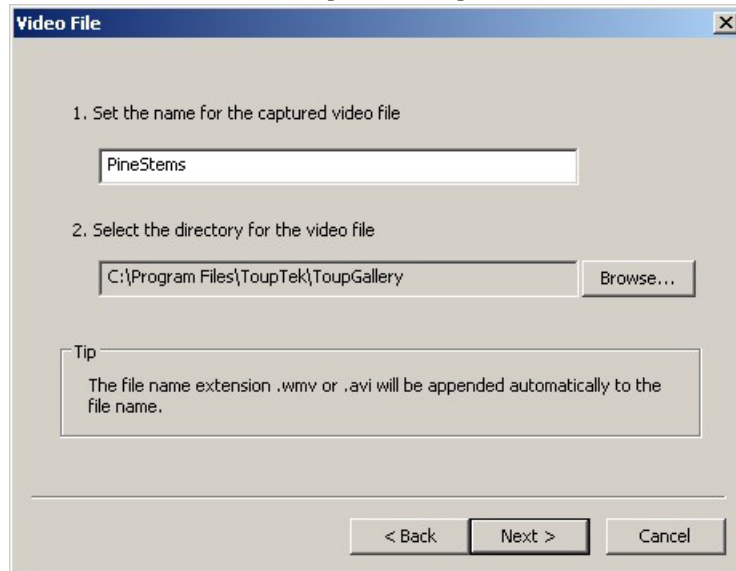 Video File
1. Set the name for the captured video file
PineStems
2. Select the directory for the video file
C:\Program Files\ToupTek\ToupGallery
Browse...
Tip
The file name extension .wmv or .avi will be appended automatically to the
file name.
< Back
Next >
Cancel